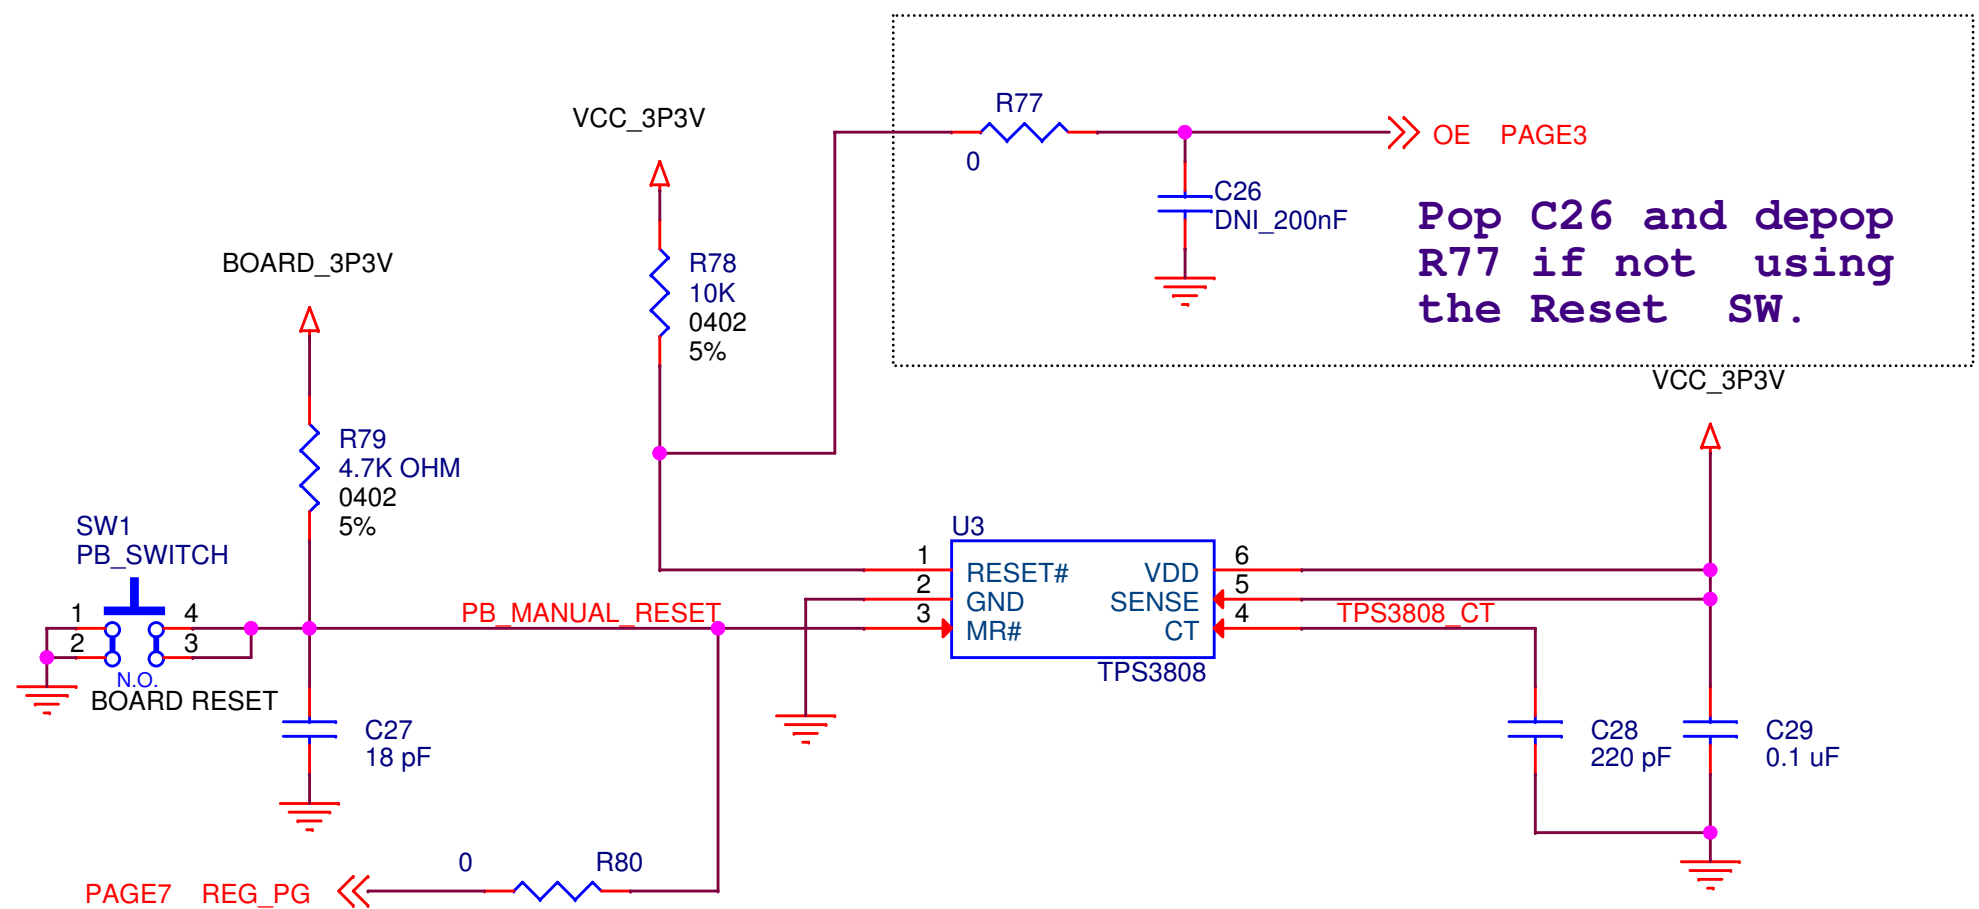 R77
0
OE PAGE3
C26
DNI_200nF
Pop C26 and depop
R77 if not using
the Reset SW.
VCC_3P3V
R78
10K
0402
5%
BOARD_3P3V
R79
4.7K OHM
0402
5%
SW1
PB_SWITCH
1
2
4
3
N.O.
BOARD RESET
C27
18 pF
PB_MANUAL_RESET
U3
1
2
3
RESET#
GND
MR#
VDD
SENSE
CT
6
5
4
TPS3808
TPS3808_CT
VCC_3P3V
C28
220 pF
C29
0.1 uF
0
R80
PAGE7 REG_PG